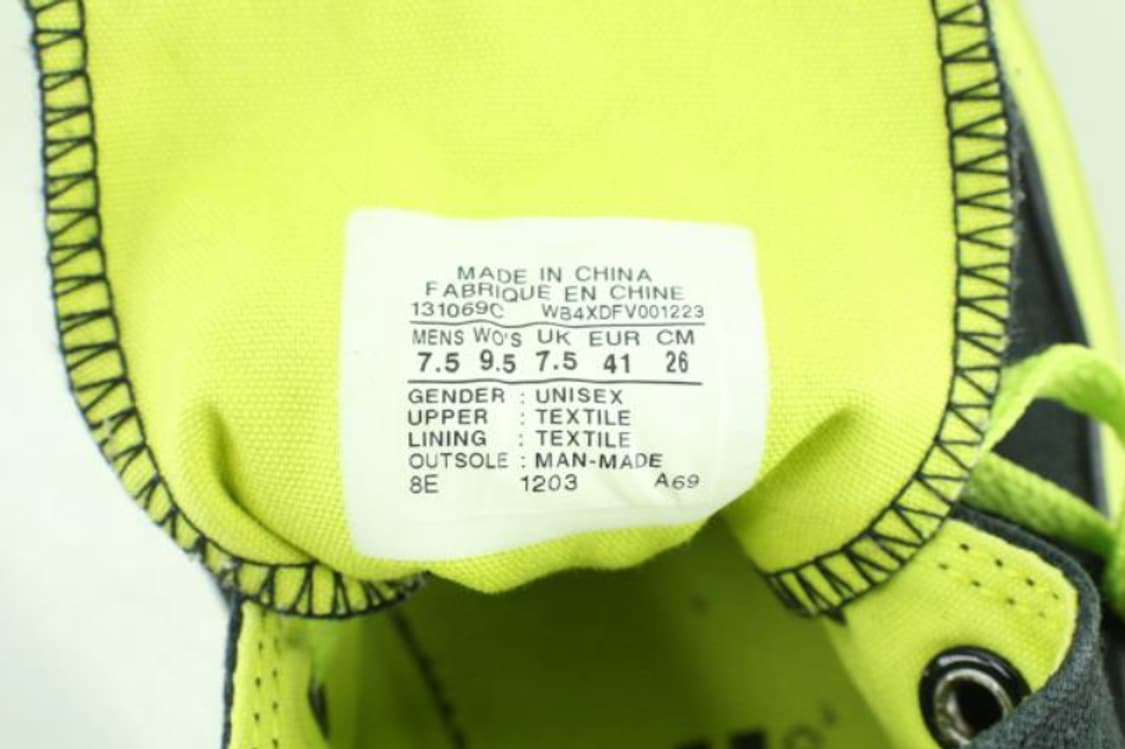 MADE IN CHINA
FABRIQUE EN CHINE
131069C WB4XDFV001223
MENS WO'S UK EUR CM
7.5 9.5 7.5 41 26
GENDER : UNISEX
UPPER : TEXTILE
LINING : TEXTILE
OUTSOLE : MAN-MADE
8E 1203 A69